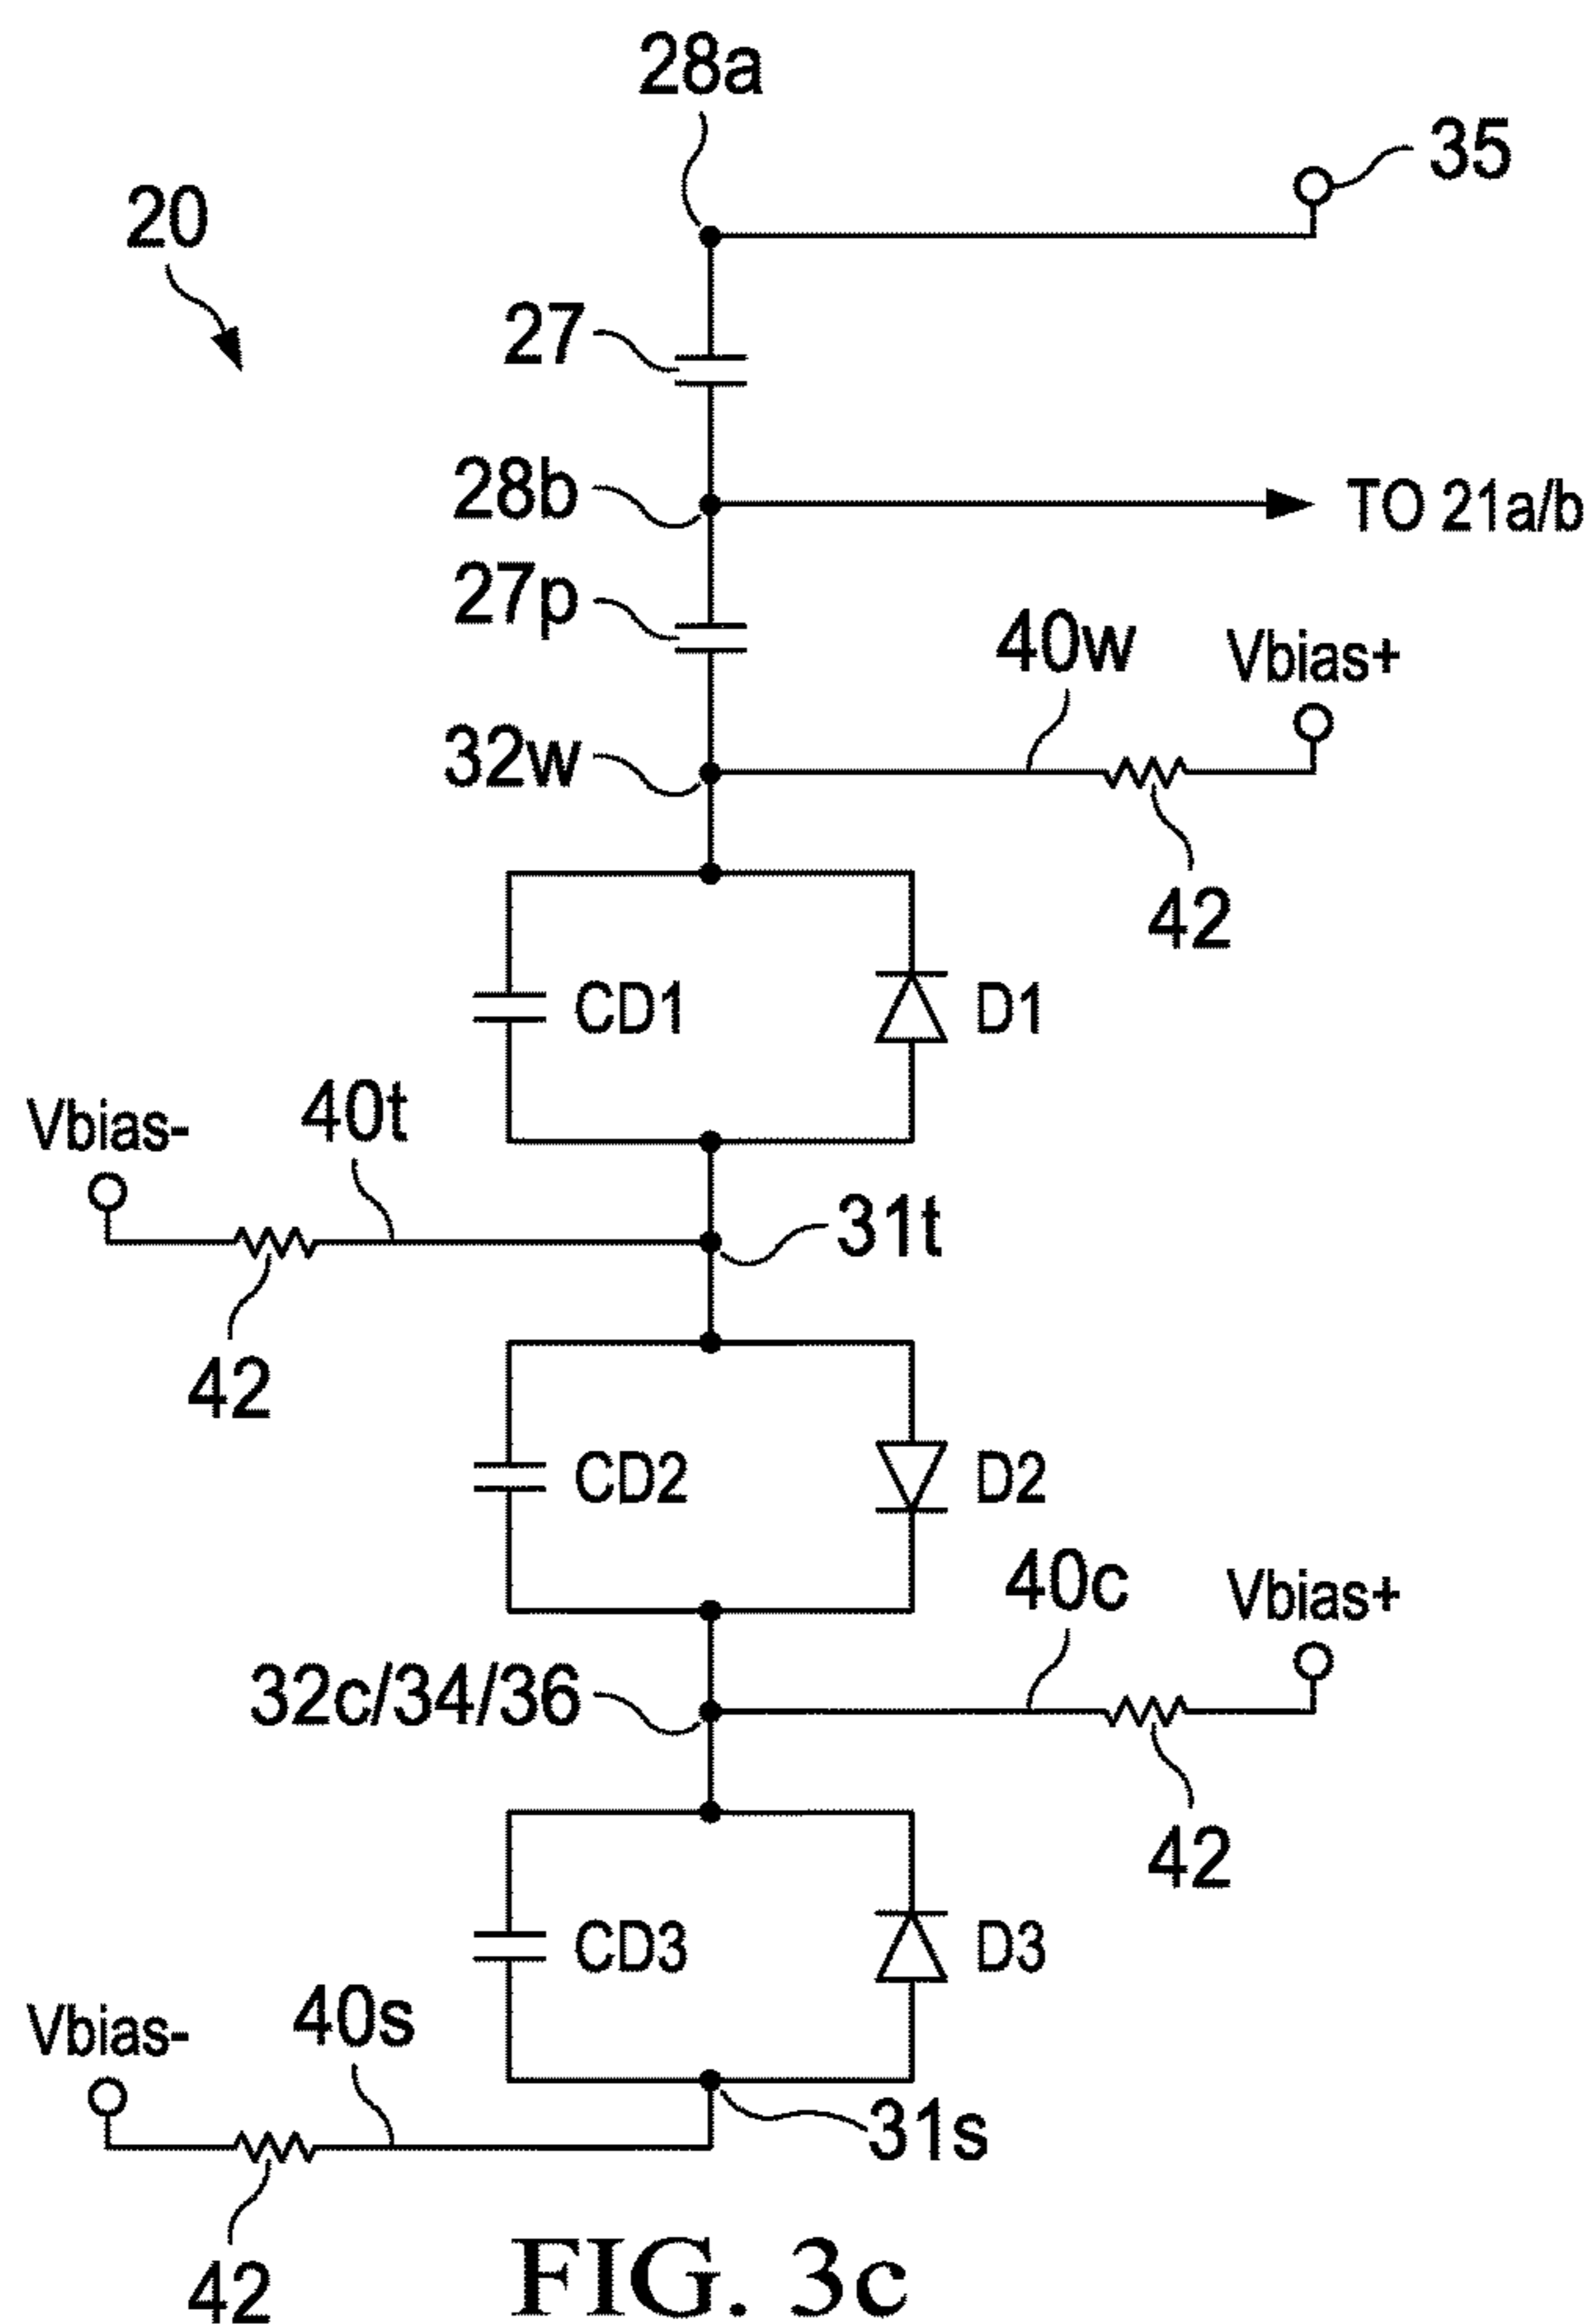 28a
35
20
27
28b
TO 21a/b
27p
40w
Vbias+
32w
42
CD1
D1
Vbias-
40t
31t
42
CD2
D2
40c
Vbias+
32c/34/36
42
CD3
D3
Vbias-
40s
31s
42
FIG. 3c